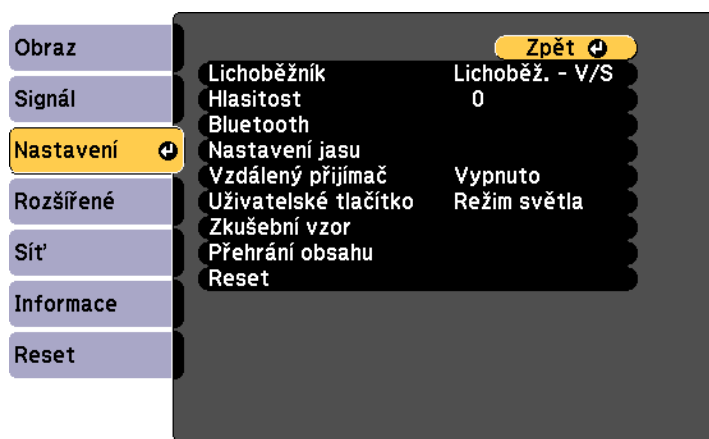 Obraz
Signál
Nastavení
Rozšířené
Síť
Informace
Reset
Zpět
Lichoběžník Lichoběž. - V/S
Hlasitost 0
Bluetooth
Nastavení jasu
Vzdálený přijímač Vypnuto
Uživatelské tlačítko Režim světla
Zkušební vzor
Přehrání obsahu
Reset